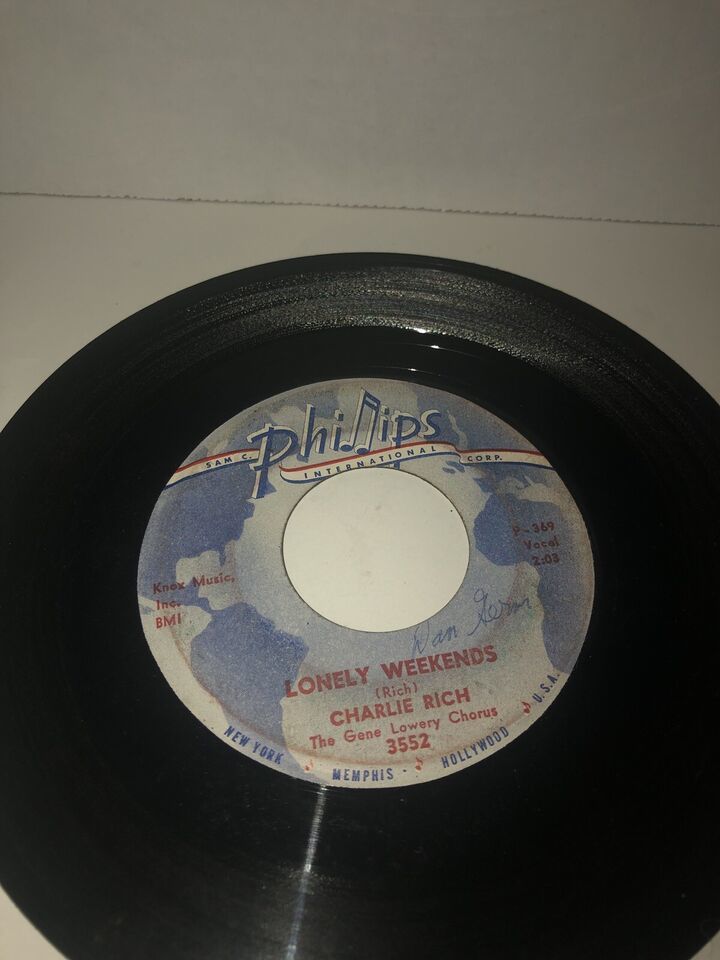 Phillips
SAM C. INTERNATIONAL CORP.
P-369
Vocal
2:03
Knox Music,
Inc.
BMI
Dan
LONELY WEEKENDS
(Rich)
CHARLIE RICH
The Gene Lowery Chorus
3552
NEW YORK · MEMPHIS · HOLLYWOOD U.S.A.